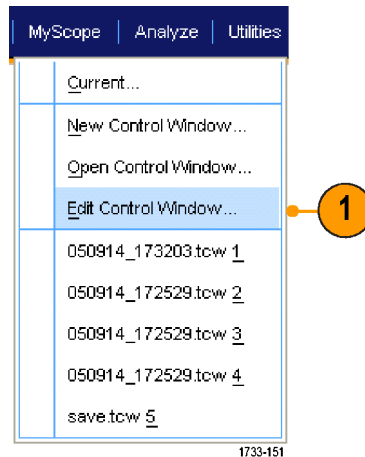 MyScope | Analyze | Utilities
Current...
New Control Window...
Open Control Window...
Edit Control Window...
1
050914_173203.tcw 1
050914_172529.tcw 2
050914_172529.tcw 3
050914_172529.tcw 4
save.tcw 5
1733-151